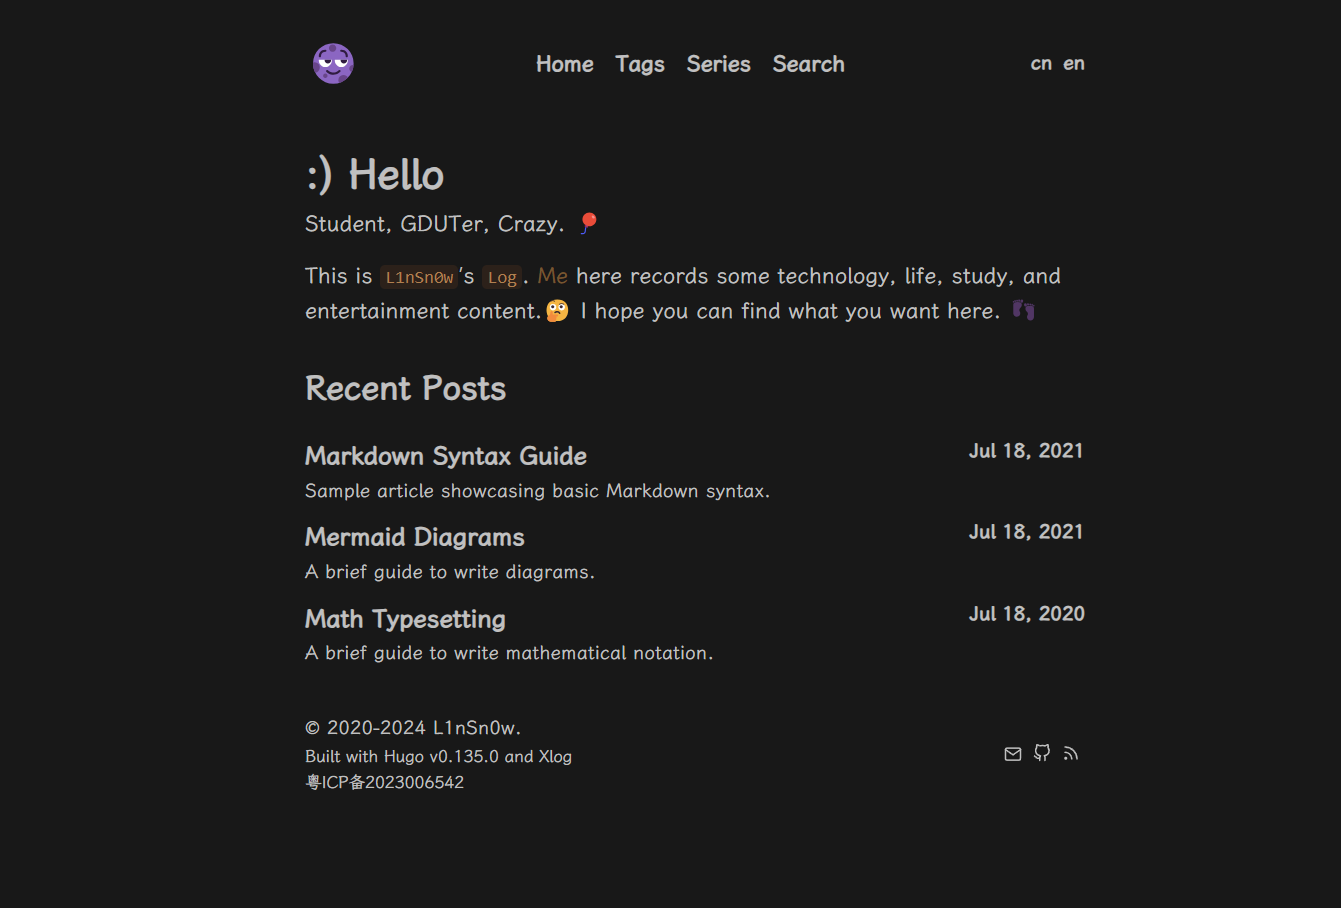 Home Tags Series Search cn en
:) Hello
Student, GDUTer, Crazy. 🎈
This is L1nSn0w's Log. Me here records some technology, life, study, and
entertainment content.🤔 I hope you can find what you want here. 👣
Recent Posts
Markdown Syntax Guide Jul 18, 2021
Sample article showcasing basic Markdown syntax.
Mermaid Diagrams Jul 18, 2021
A brief guide to write diagrams.
Math Typesetting Jul 18, 2020
A brief guide to write mathematical notation.
© 2020-2024 L1nSn0w.
Built with Hugo v0.135.0 and Xlog
粤ICP备2023006542